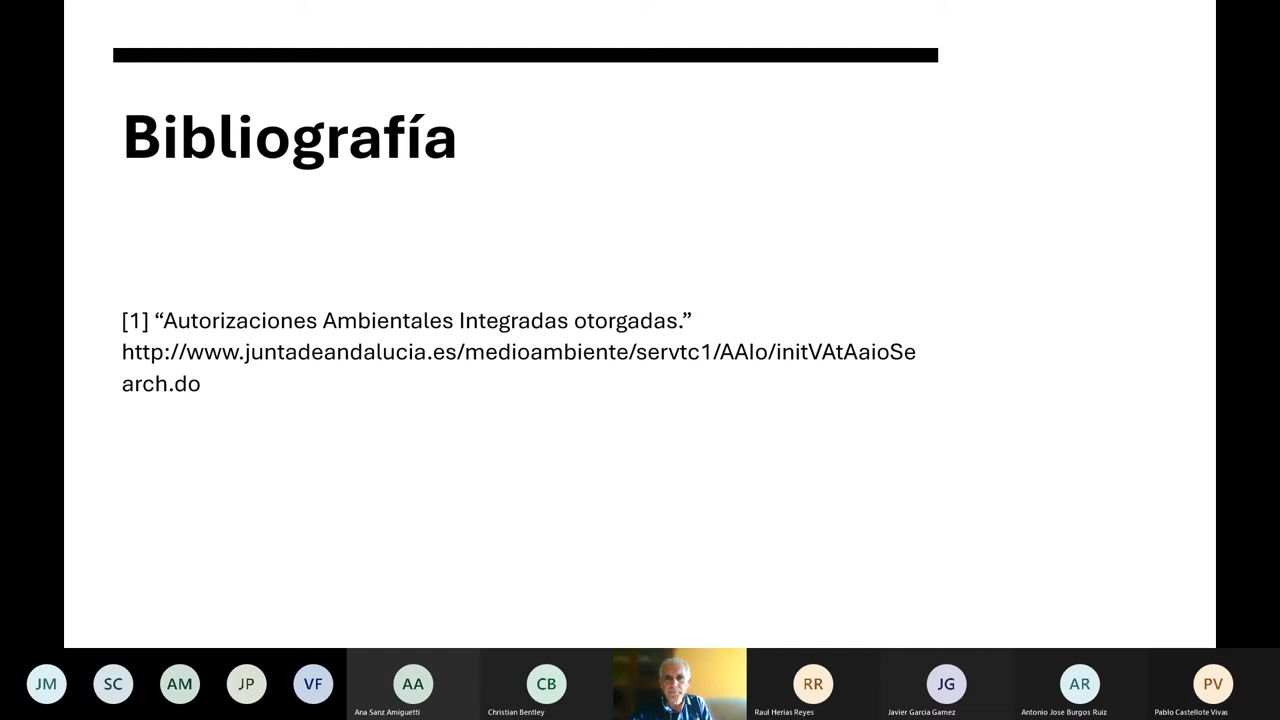 Bibliografía
[1] “Autorizaciones Ambientales Integradas otorgadas.”
http://www.juntadeandalucia.es/medioambiente/servtc1/AAIo/initVAtAaioSe
arch.do
JM
SC
AM
JP
VF
AA
CB
RR
JG
AR
PV
Ana Sanz Amiguetti
Christian Bentley
Raul Herias Reyes
Javier Garcia Gamez
Antonio Jose Burgos Ruiz
Pablo Castellote Vivas